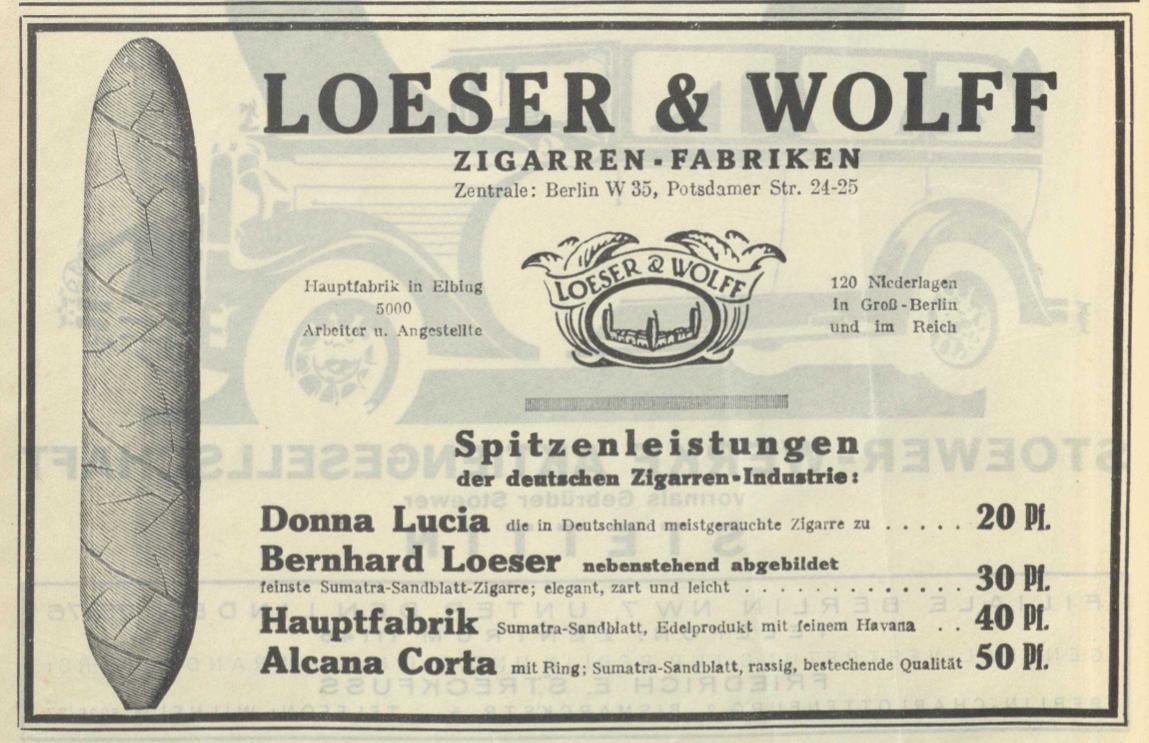 LOESER & WOLFF
ZIGARREN-FABRIKEN
Zentrale: Berlin W 35, Potsdamer Str. 24-25
Hauptfabrik in Elbing
5000
Arbeiter u. Angestellte
LOESER & WOLFF
120 Niederlagen
in Groß-Berlin
und im Reich
Spitzenleistungen
der deutschen Zigarren-Industrie:
Donna Lucia die in Deutschland meistgerauchte Zigarre zu ..... 20 Pf.
Bernhard Loeser nebenstehend abgebildet
feinste Sumatra-Sandblatt-Zigarre; elegant, zart und leicht .............. 30 Pf.
Hauptfabrik Sumatra-Sandblatt, Edelprodukt mit feinem Havana .. 40 Pf.
Alcana Corta mit Ring; Sumatra-Sandblatt, rassig, bestechende Qualität 50 Pf.